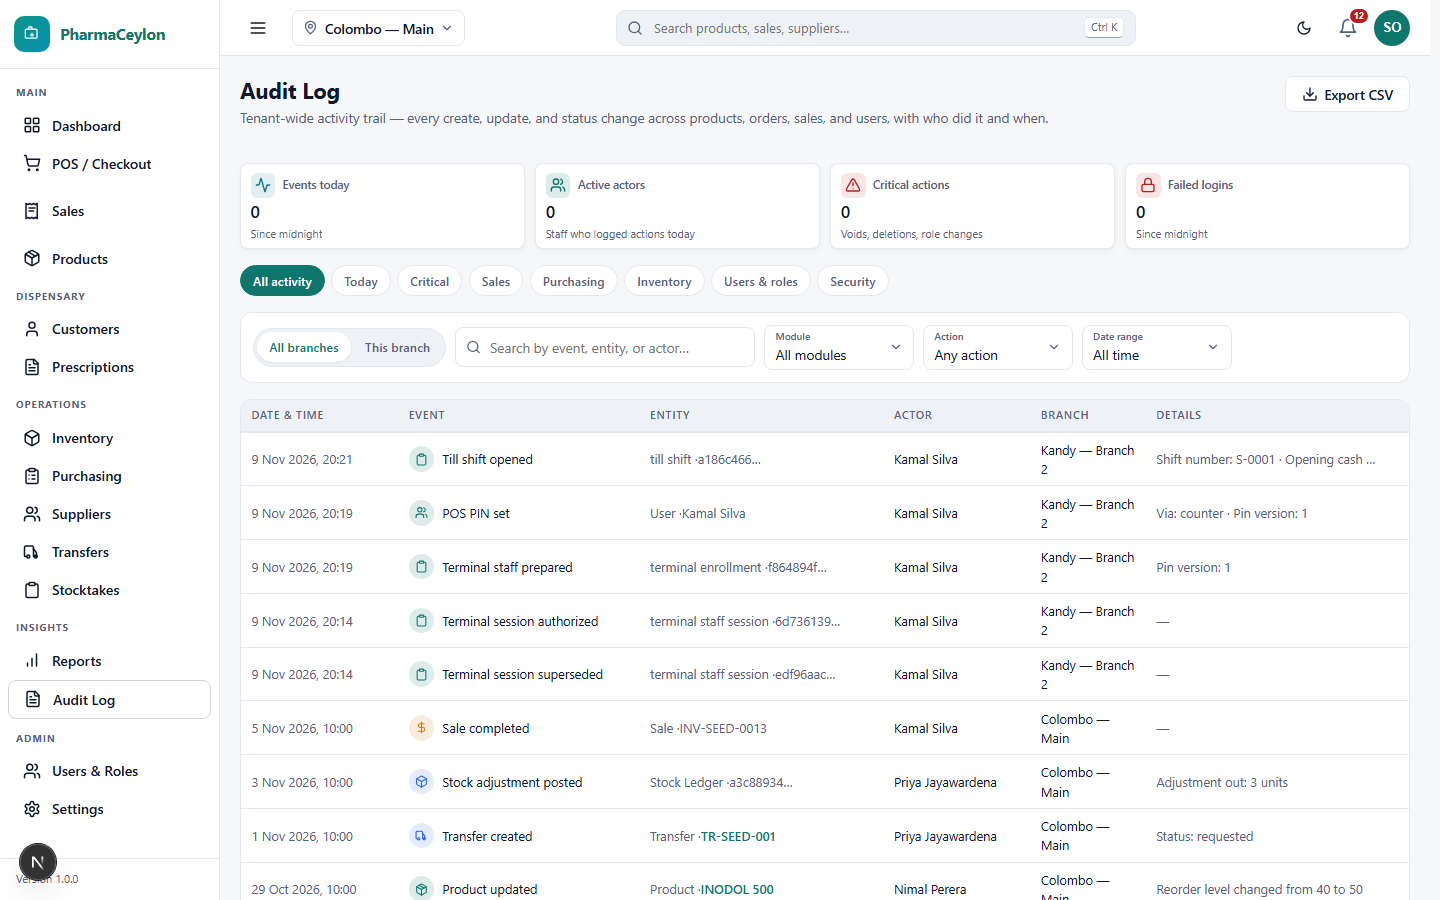 PharmaCeylon
Colombo — Main
Search products, sales, suppliers...
Ctrl K
12
SO
MAIN
Dashboard
POS / Checkout
Sales
Products
DISPENSARY
Customers
Prescriptions
OPERATIONS
Inventory
Purchasing
Suppliers
Transfers
Stocktakes
INSIGHTS
Reports
Audit Log
ADMIN
Users & Roles
Settings
N
Version 1.0.0
Audit Log
Tenant-wide activity trail — every create, update, and status change across products, orders, sales, and users, with who did it and when.
Export CSV
Events today
0
Since midnight
Active actors
0
Staff who logged actions today
Critical actions
0
Voids, deletions, role changes
Failed logins
0
Since midnight
All activity Today Critical Sales Purchasing Inventory Users & roles Security
All branches This branch
Search by event, entity, or actor...
Module
All modules
Action
Any action
Date range
All time
DATE & TIME EVENT ENTITY ACTOR BRANCH DETAILS
9 Nov 2026, 20:21 Till shift opened till shift ·a186c466... Kamal Silva Kandy — Branch 2 Shift number: S-0001 · Opening cash ...
9 Nov 2026, 20:19 POS PIN set User ·Kamal Silva Kamal Silva Kandy — Branch 2 Via: counter · Pin version: 1
9 Nov 2026, 20:19 Terminal staff prepared terminal enrollment ·f864894f... Kamal Silva Kandy — Branch 2 Pin version: 1
9 Nov 2026, 20:14 Terminal session authorized terminal staff session ·6d736139... Kamal Silva Kandy — Branch 2 —
9 Nov 2026, 20:14 Terminal session superseded terminal staff session ·edf96aac... Kamal Silva Kandy — Branch 2 —
5 Nov 2026, 10:00 Sale completed Sale ·INV-SEED-0013 Kamal Silva Colombo — Main —
3 Nov 2026, 10:00 Stock adjustment posted Stock Ledger ·a3c88934... Priya Jayawardena Colombo — Main Adjustment out: 3 units
1 Nov 2026, 10:00 Transfer created Transfer ·TR-SEED-001 Priya Jayawardena Colombo — Main Status: requested
29 Oct 2026, 10:00 Product updated Product ·INODOL 500 Nimal Perera Colombo — Main Reorder level changed from 40 to 50